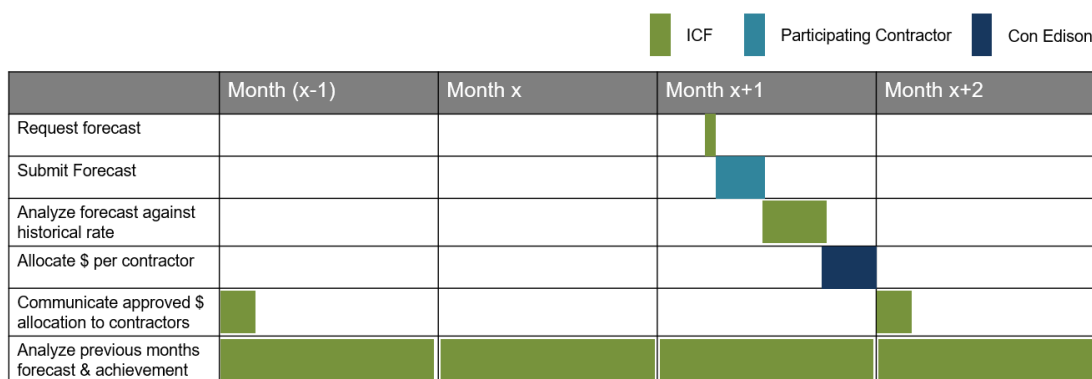 ICF Participating Contractor Con Edison
Month (x-1) Month x Month x+1 Month x+2
Request forecast
Submit Forecast
Analyze forecast against
historical rate
Allocate $ per contractor
Communicate approved $
allocation to contractors
Analyze previous months
forecast & achievement